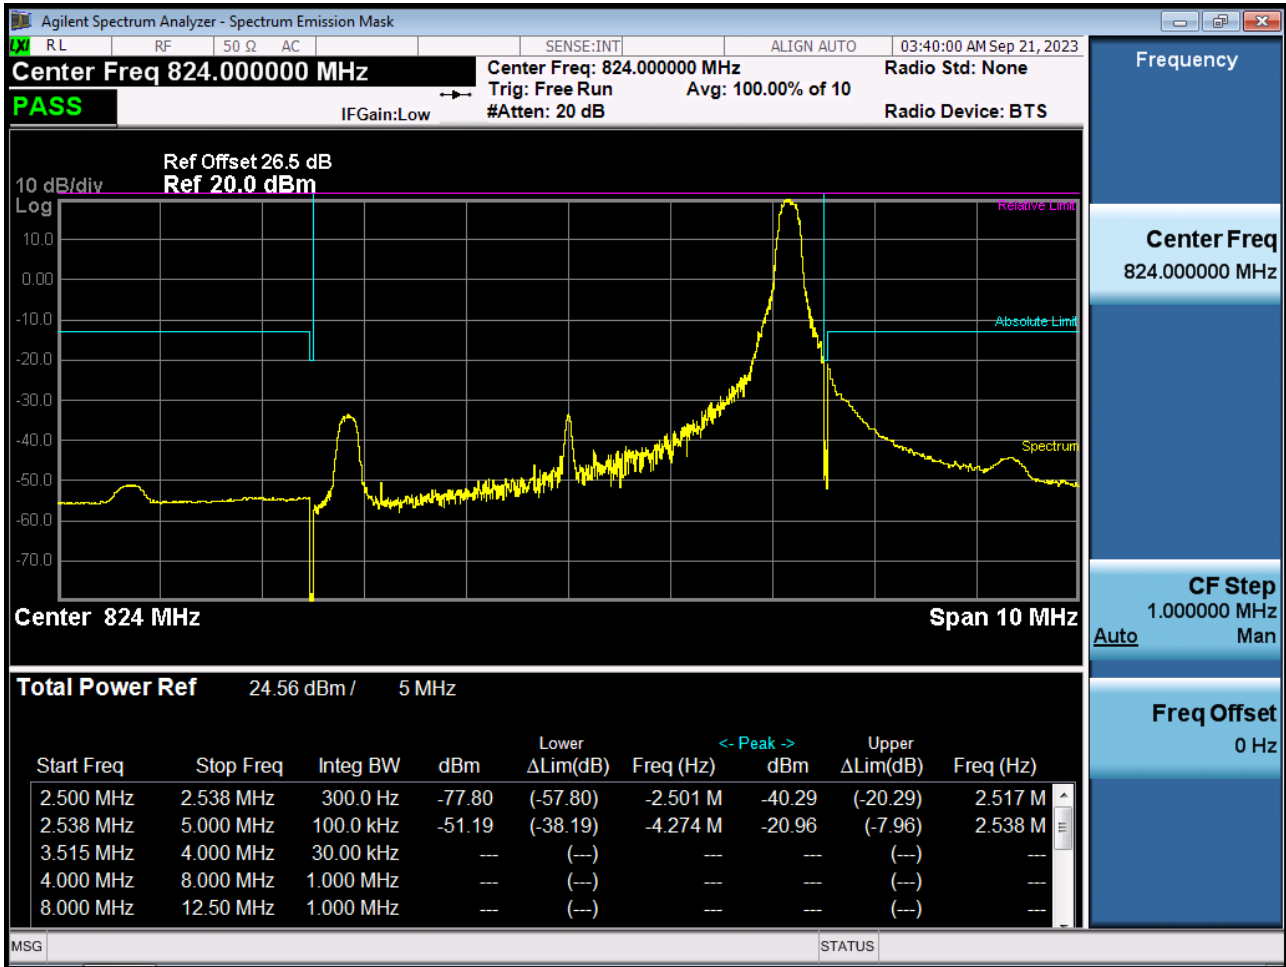 Agilent Spectrum Analyzer - Spectrum Emission Mask
LXI RL RF 50 Ω AC SENSE:INT ALIGN AUTO 03:40:00 AM Sep 21, 2023
Center Freq 824.000000 MHz
PASS
IFGain:Low
Center Freq: 824.000000 MHz
Trig: Free Run Avg: 100.00% of 10
#Atten: 20 dB
Radio Std: None
Radio Device: BTS
Ref Offset 26.5 dB
10 dB/div Ref 20.0 dBm
Log
Relative Limit
10.0
0.00
-10.0
Absolute Limit
-20.0
-30.0
-40.0
Spectrum
-50.0
-60.0
-70.0
Center 824 MHz Span 10 MHz
Total Power Ref 24.56 dBm / 5 MHz
Lower <- Peak -> Upper
Start Freq Stop Freq Integ BW dBm ΔLim(dB) Freq (Hz) dBm ΔLim(dB) Freq (Hz)
2.500 MHz 2.538 MHz 300.0 Hz -77.80 (-57.80) -2.501 M -40.29 (-20.29) 2.517 M
2.538 MHz 5.000 MHz 100.0 kHz -51.19 (-38.19) -4.274 M -20.96 (-7.96) 2.538 M
3.515 MHz 4.000 MHz 30.00 kHz --- (---) --- --- (---) ---
4.000 MHz 8.000 MHz 1.000 MHz --- (---) --- --- (---) ---
8.000 MHz 12.50 MHz 1.000 MHz --- (---) --- --- (---) ---
MSG STATUS
Frequency
Center Freq
824.000000 MHz
CF Step
1.000000 MHz
Auto Man
Freq Offset
0 Hz